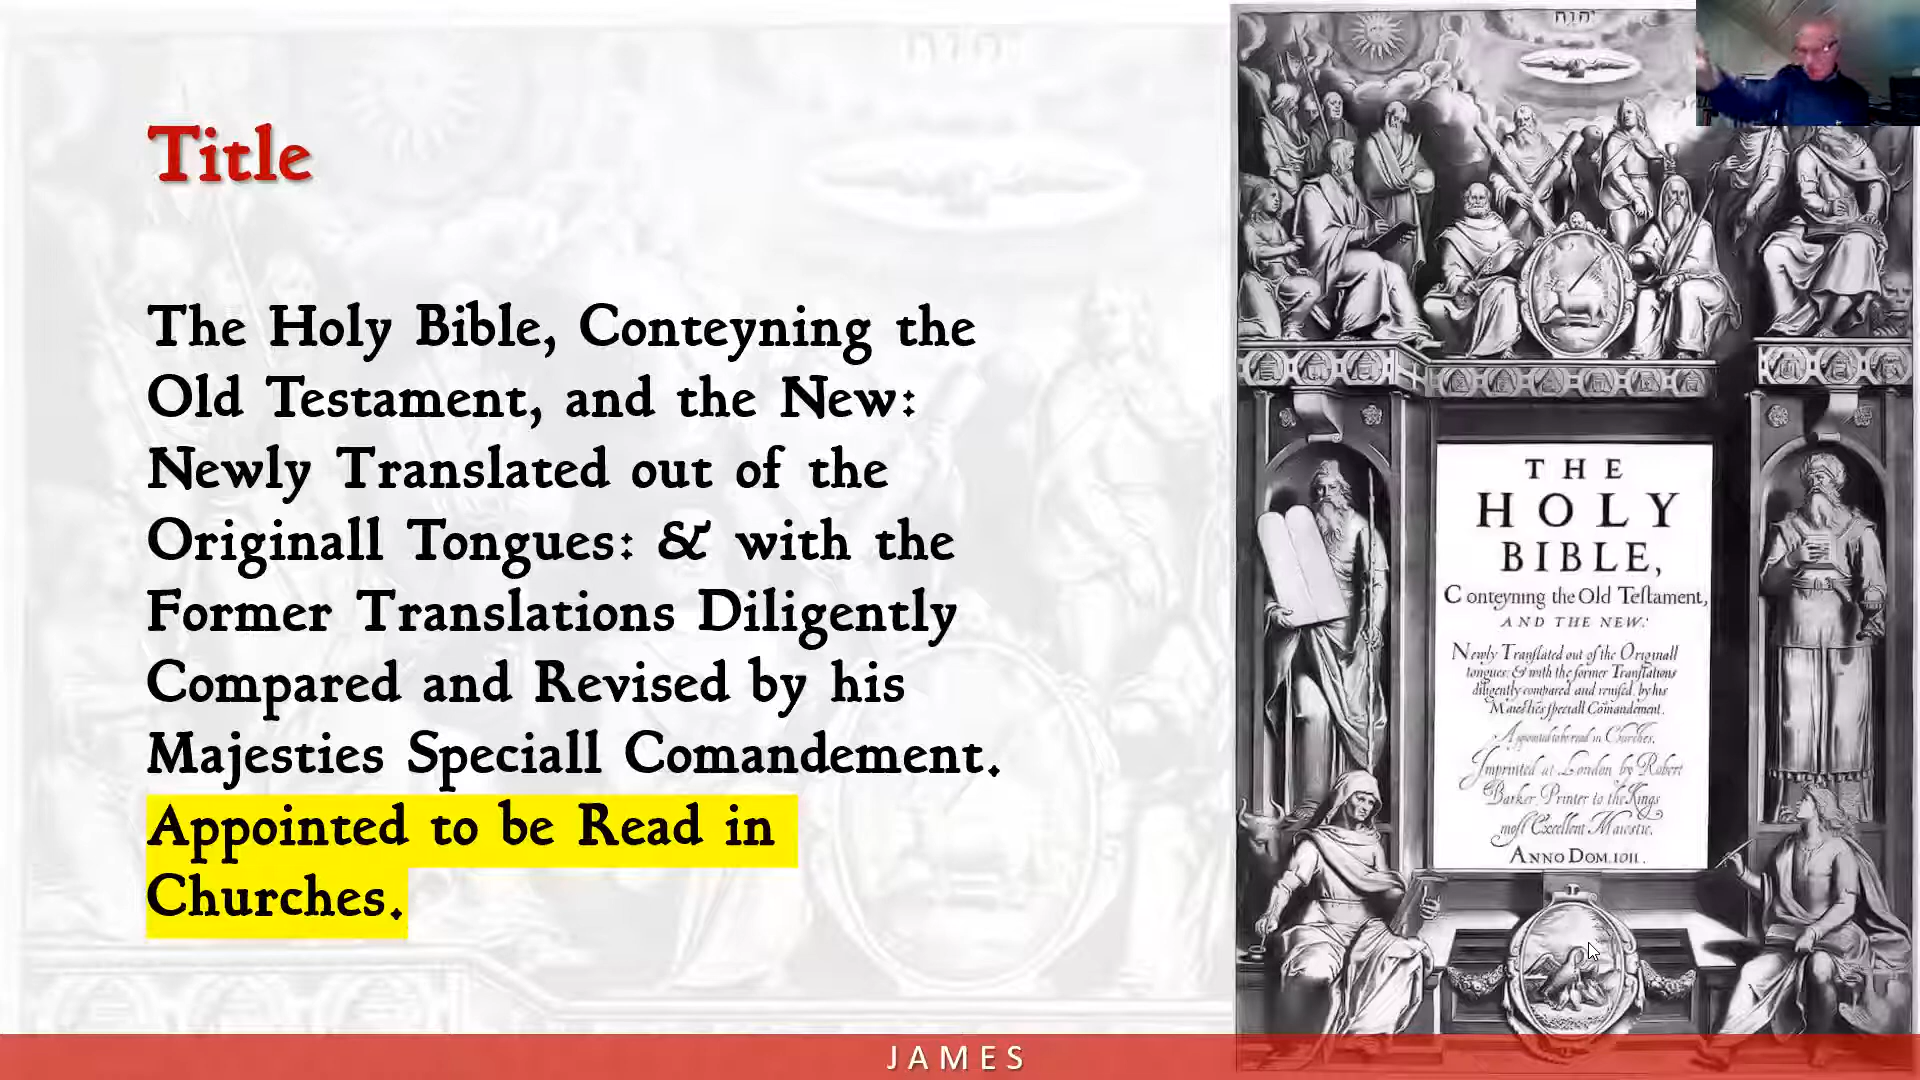 Title
The Holy Bible, Conteyning the
Old Testament, and the New:
Newly Translated out of the
Originall Tongues: & with the
Former Translations Diligently
Compared and Revised by his
Majesties Speciall Comandement.
Appointed to be Read in
Churches.
יהוה
THE
HOLY
BIBLE,
Conteyning the Old Teſtament,
AND THE NEW:
Newly Tranſlated out of the Originall
tongues: & with the former Tranſlations
diligently compared and reuiſed, by his
Maieſties ſpeciall Comandement.
Appointed to be read in Churches.
Imprinted at London by Robert
Barker, Printer to the Kings
moſt Excellent Maieſtie.
ANNO DOM. 1611.
JAMES